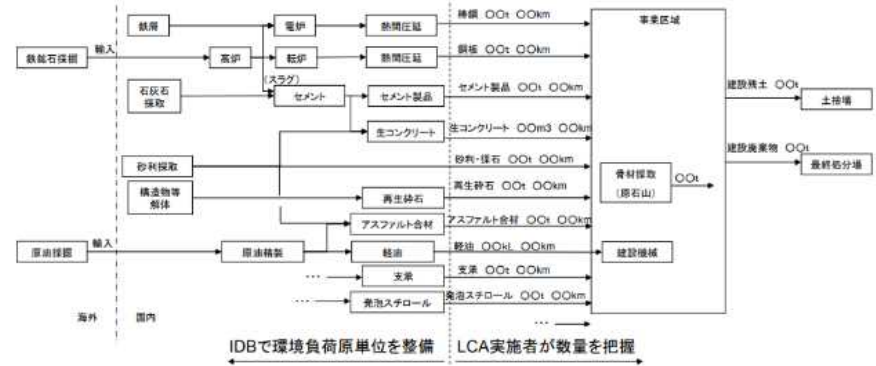 鉄屑
電炉
熱間圧延
棒鋼 〇〇t 〇〇km
事業区域
鉄鉱石採掘
輸入
高炉
転炉
熱間圧延
鋼板 〇〇t 〇〇km
(スラグ)
石灰石
採取
セメント
セメント製品
セメント製品 〇〇t 〇〇km
建設残土 〇〇t
土捨場
生コンクリート
生コンクリート 〇〇m3 〇〇km
建設廃棄物 〇〇t
最終処分場
砂利採取
砂利・採石 〇〇t 〇〇km
骨材採取
(原石山)
〇〇t
構造物等
解体
再生砕石
再生砕石 〇〇t 〇〇km
アスファルト合材
アスファルト合材 〇〇t 〇〇km
原油採掘
輸入
原油精製
軽油
軽油 〇〇kL 〇〇km
建設機械
…
支承
支承 〇〇t 〇〇km
…
発泡スチロール
発泡スチロール 〇〇t 〇〇km
海外
国内
…
IDBで環境負荷原単位を整備
LCA実施者が数量を把握